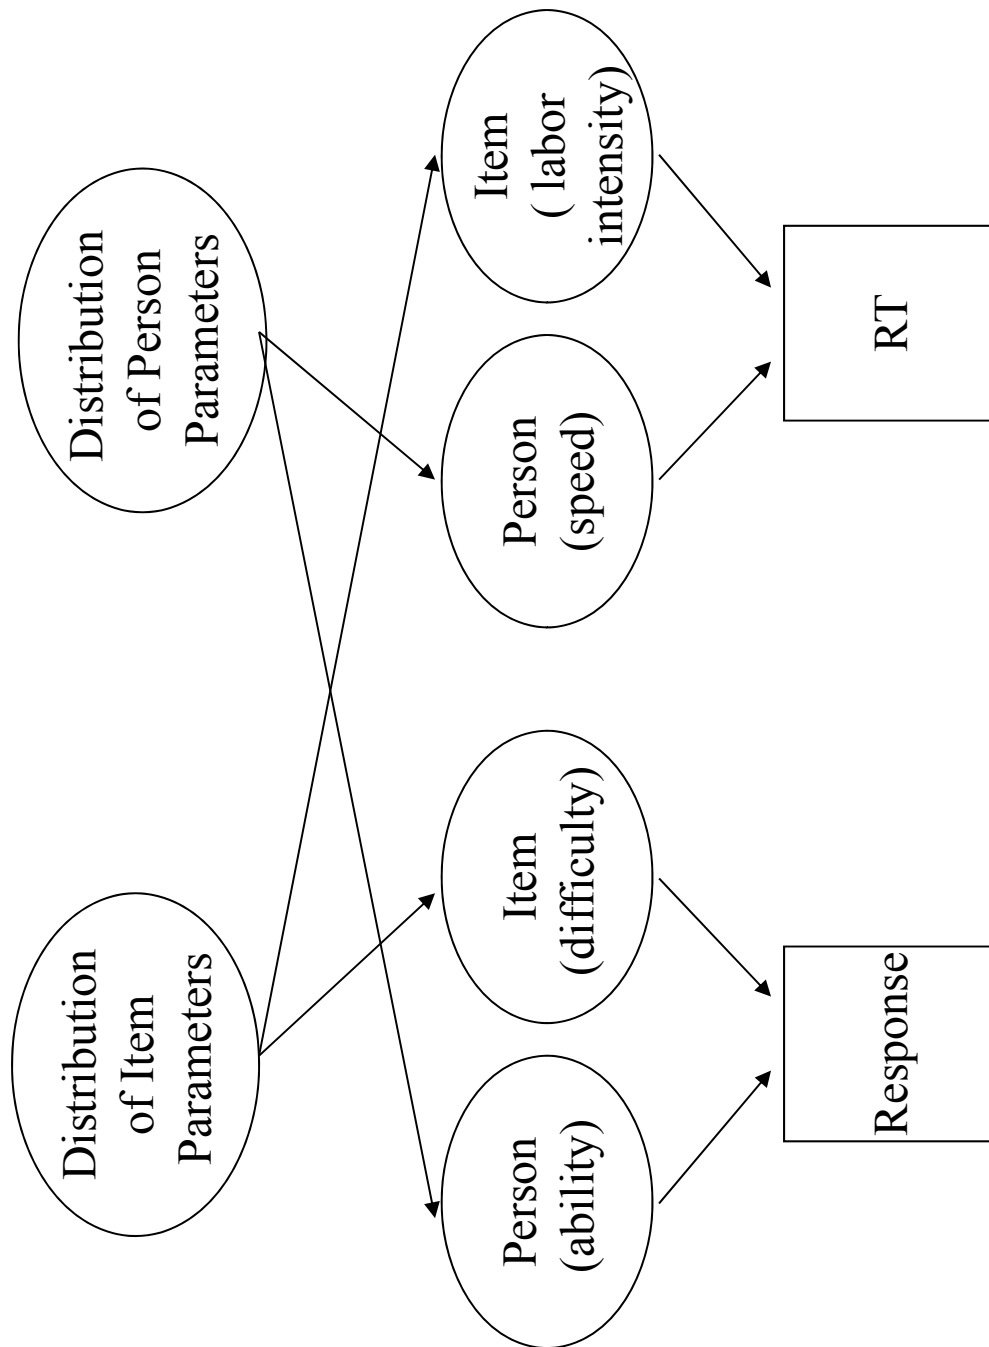 Distribution
of Item
Parameters
Distribution
of Person
Parameters
Person
(ability)
Item
(difficulty)
Person
(speed)
Item
( labor
intensity)
Response
RT